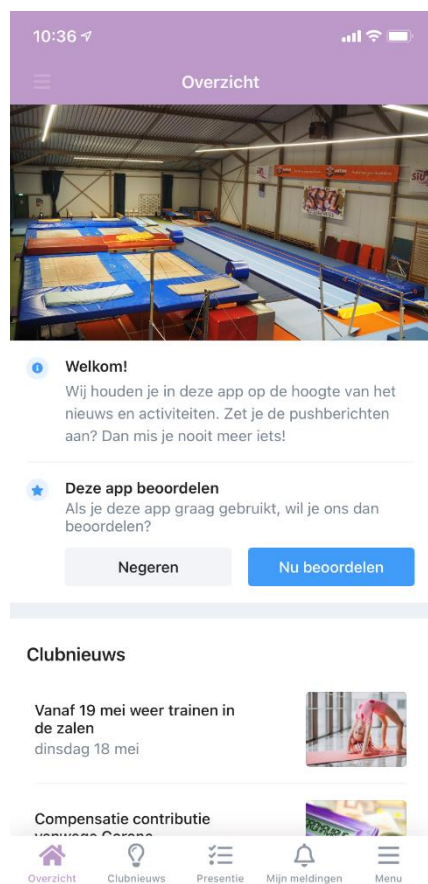 10:36
Overzicht
Welkom!
Wij houden je in deze app op de hoogte van het
nieuws en activiteiten. Zet je de pushberichten
aan? Dan mis je nooit meer iets!
Deze app beoordelen
Als je deze app graag gebruikt, wil je ons dan
beoordelen?
Negeren
Nu beoordelen
Clubnieuws
Vanaf 19 mei weer trainen in
de zalen
dinsdag 18 mei
Compensatie contributie
vanwege Corona
Overzicht
Clubnieuws
Presentie
Mijn meldingen
Menu